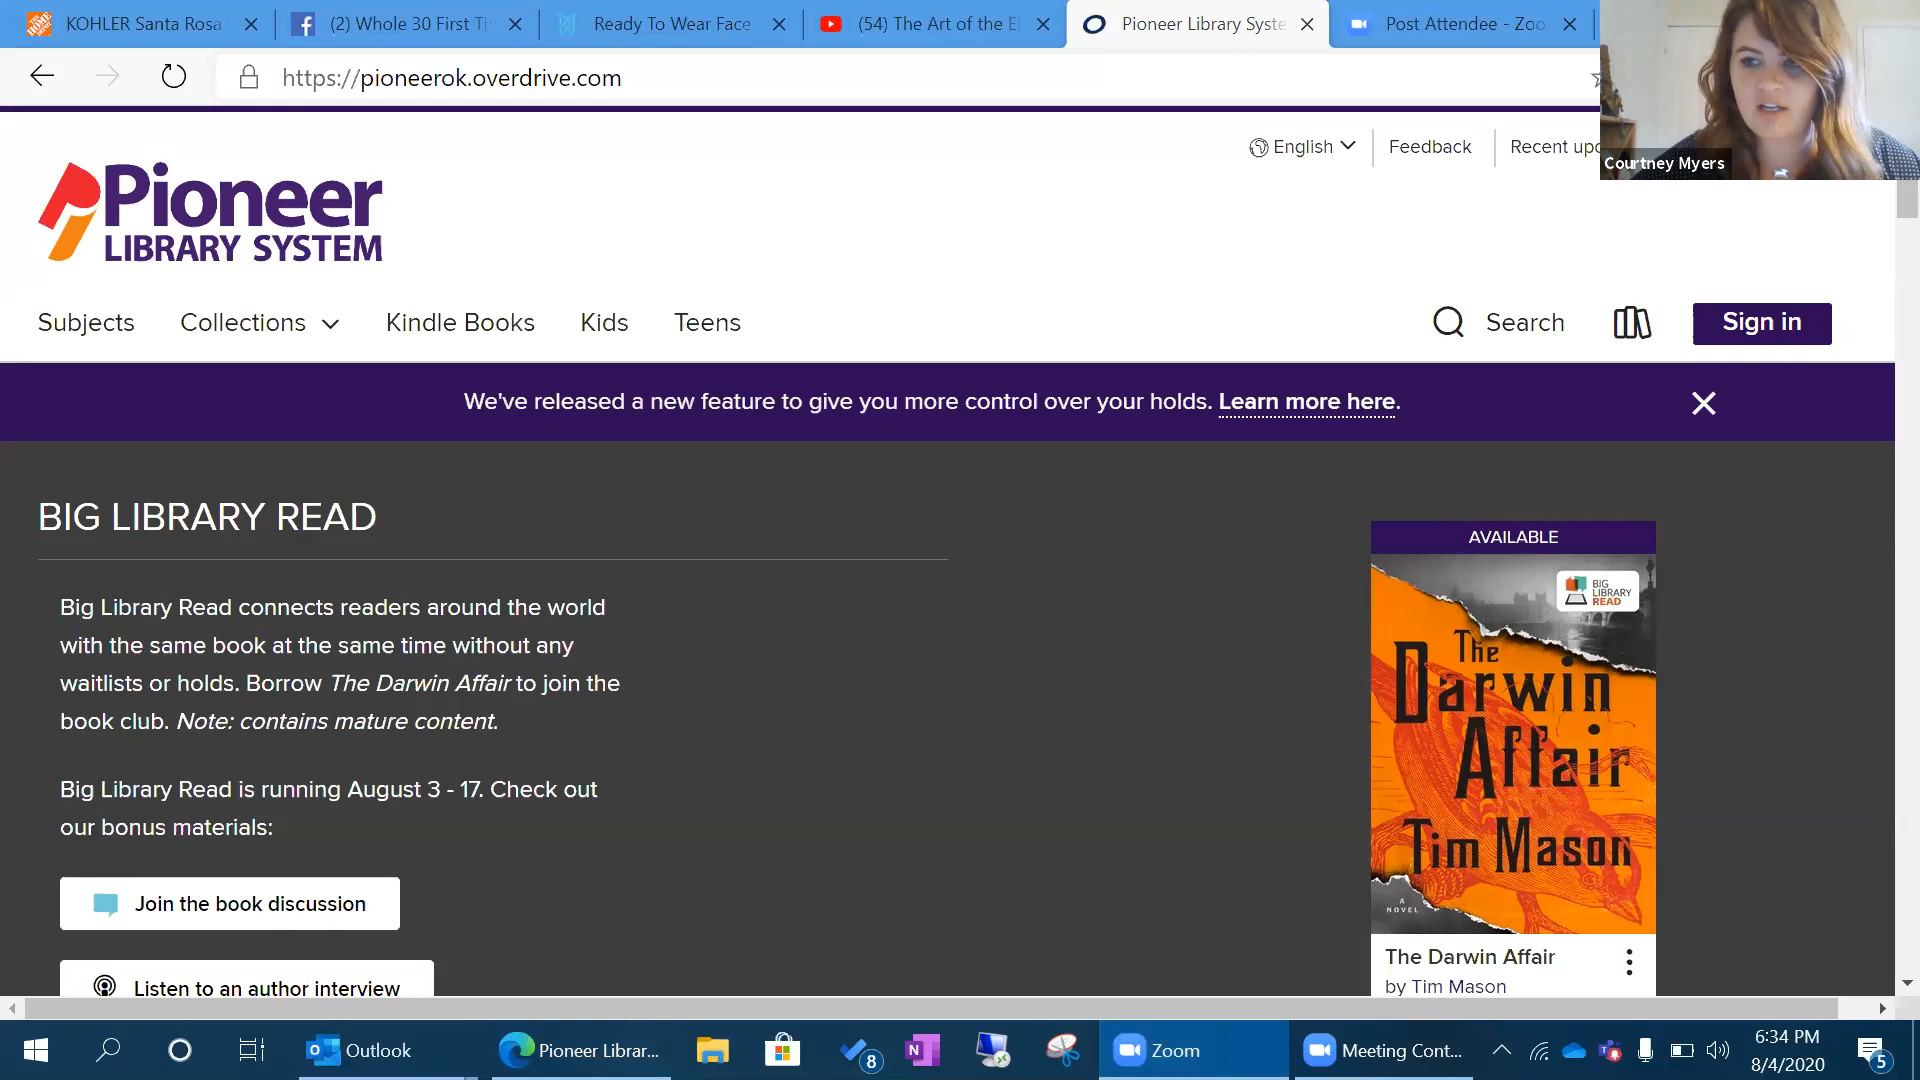 KOHLER Santa Rosa
(2) Whole 30 First Ti
Ready To Wear Face
(54) The Art of the E
Pioneer Library Syste
Post Attendee - Zoo
https://pioneerok.overdrive.com
Courtney Myers
English
Feedback
Recent upd
Pioneer
LIBRARY SYSTEM
Subjects
Collections
Kindle Books
Kids
Teens
Search
Sign in
We've released a new feature to give you more control over your holds. Learn more here.
BIG LIBRARY READ
Big Library Read connects readers around the world
with the same book at the same time without any
waitlists or holds. Borrow The Darwin Affair to join the
book club. Note: contains mature content.
Big Library Read is running August 3 - 17. Check out
our bonus materials:
Join the book discussion
Listen to an author interview
AVAILABLE
BIG
LIBRARY
READ
The
Darwin
Affair
Tim Mason
A
NOVEL
The Darwin Affair
by Tim Mason
Outlook
Pioneer Librar...
8
Zoom
Meeting Cont...
6:34 PM
8/4/2020
5